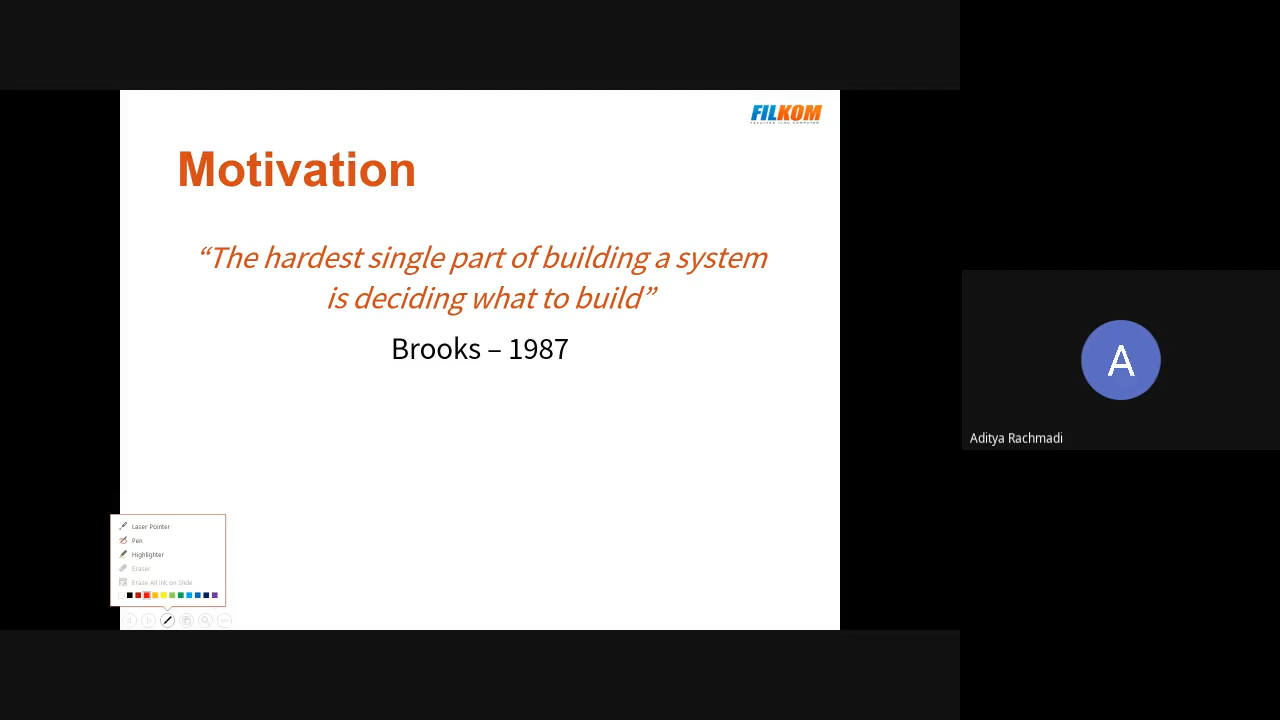 FILKOM
Motivation
“The hardest single part of building a system
is deciding what to build”
Brooks – 1987
Laser Pointer
Pen
Highlighter
Eraser
Erase All Ink on Slide
A
Aditya Rachmadi